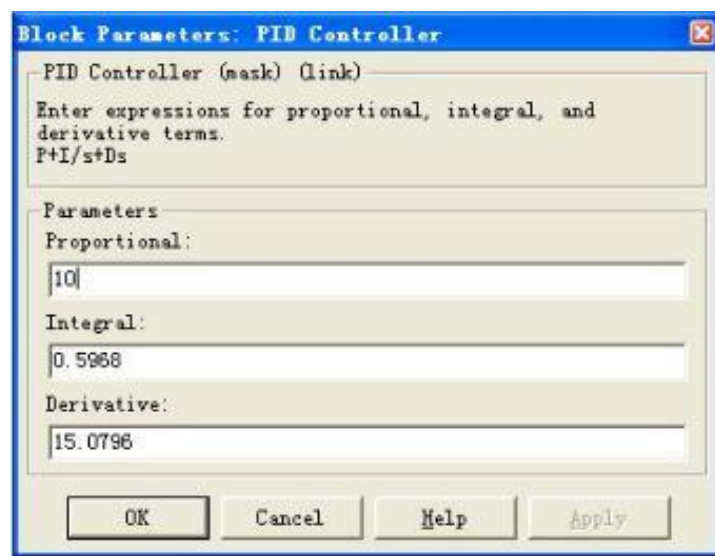 Block Parameters: PID Controller
PID Controller (mask) (link)
Enter expressions for proportional, integral, and
derivative terms.
P+I/s+Ds
Parameters
Proportional:
10
Integral:
0.5968
Derivative:
15.0796
OK Cancel Help Apply